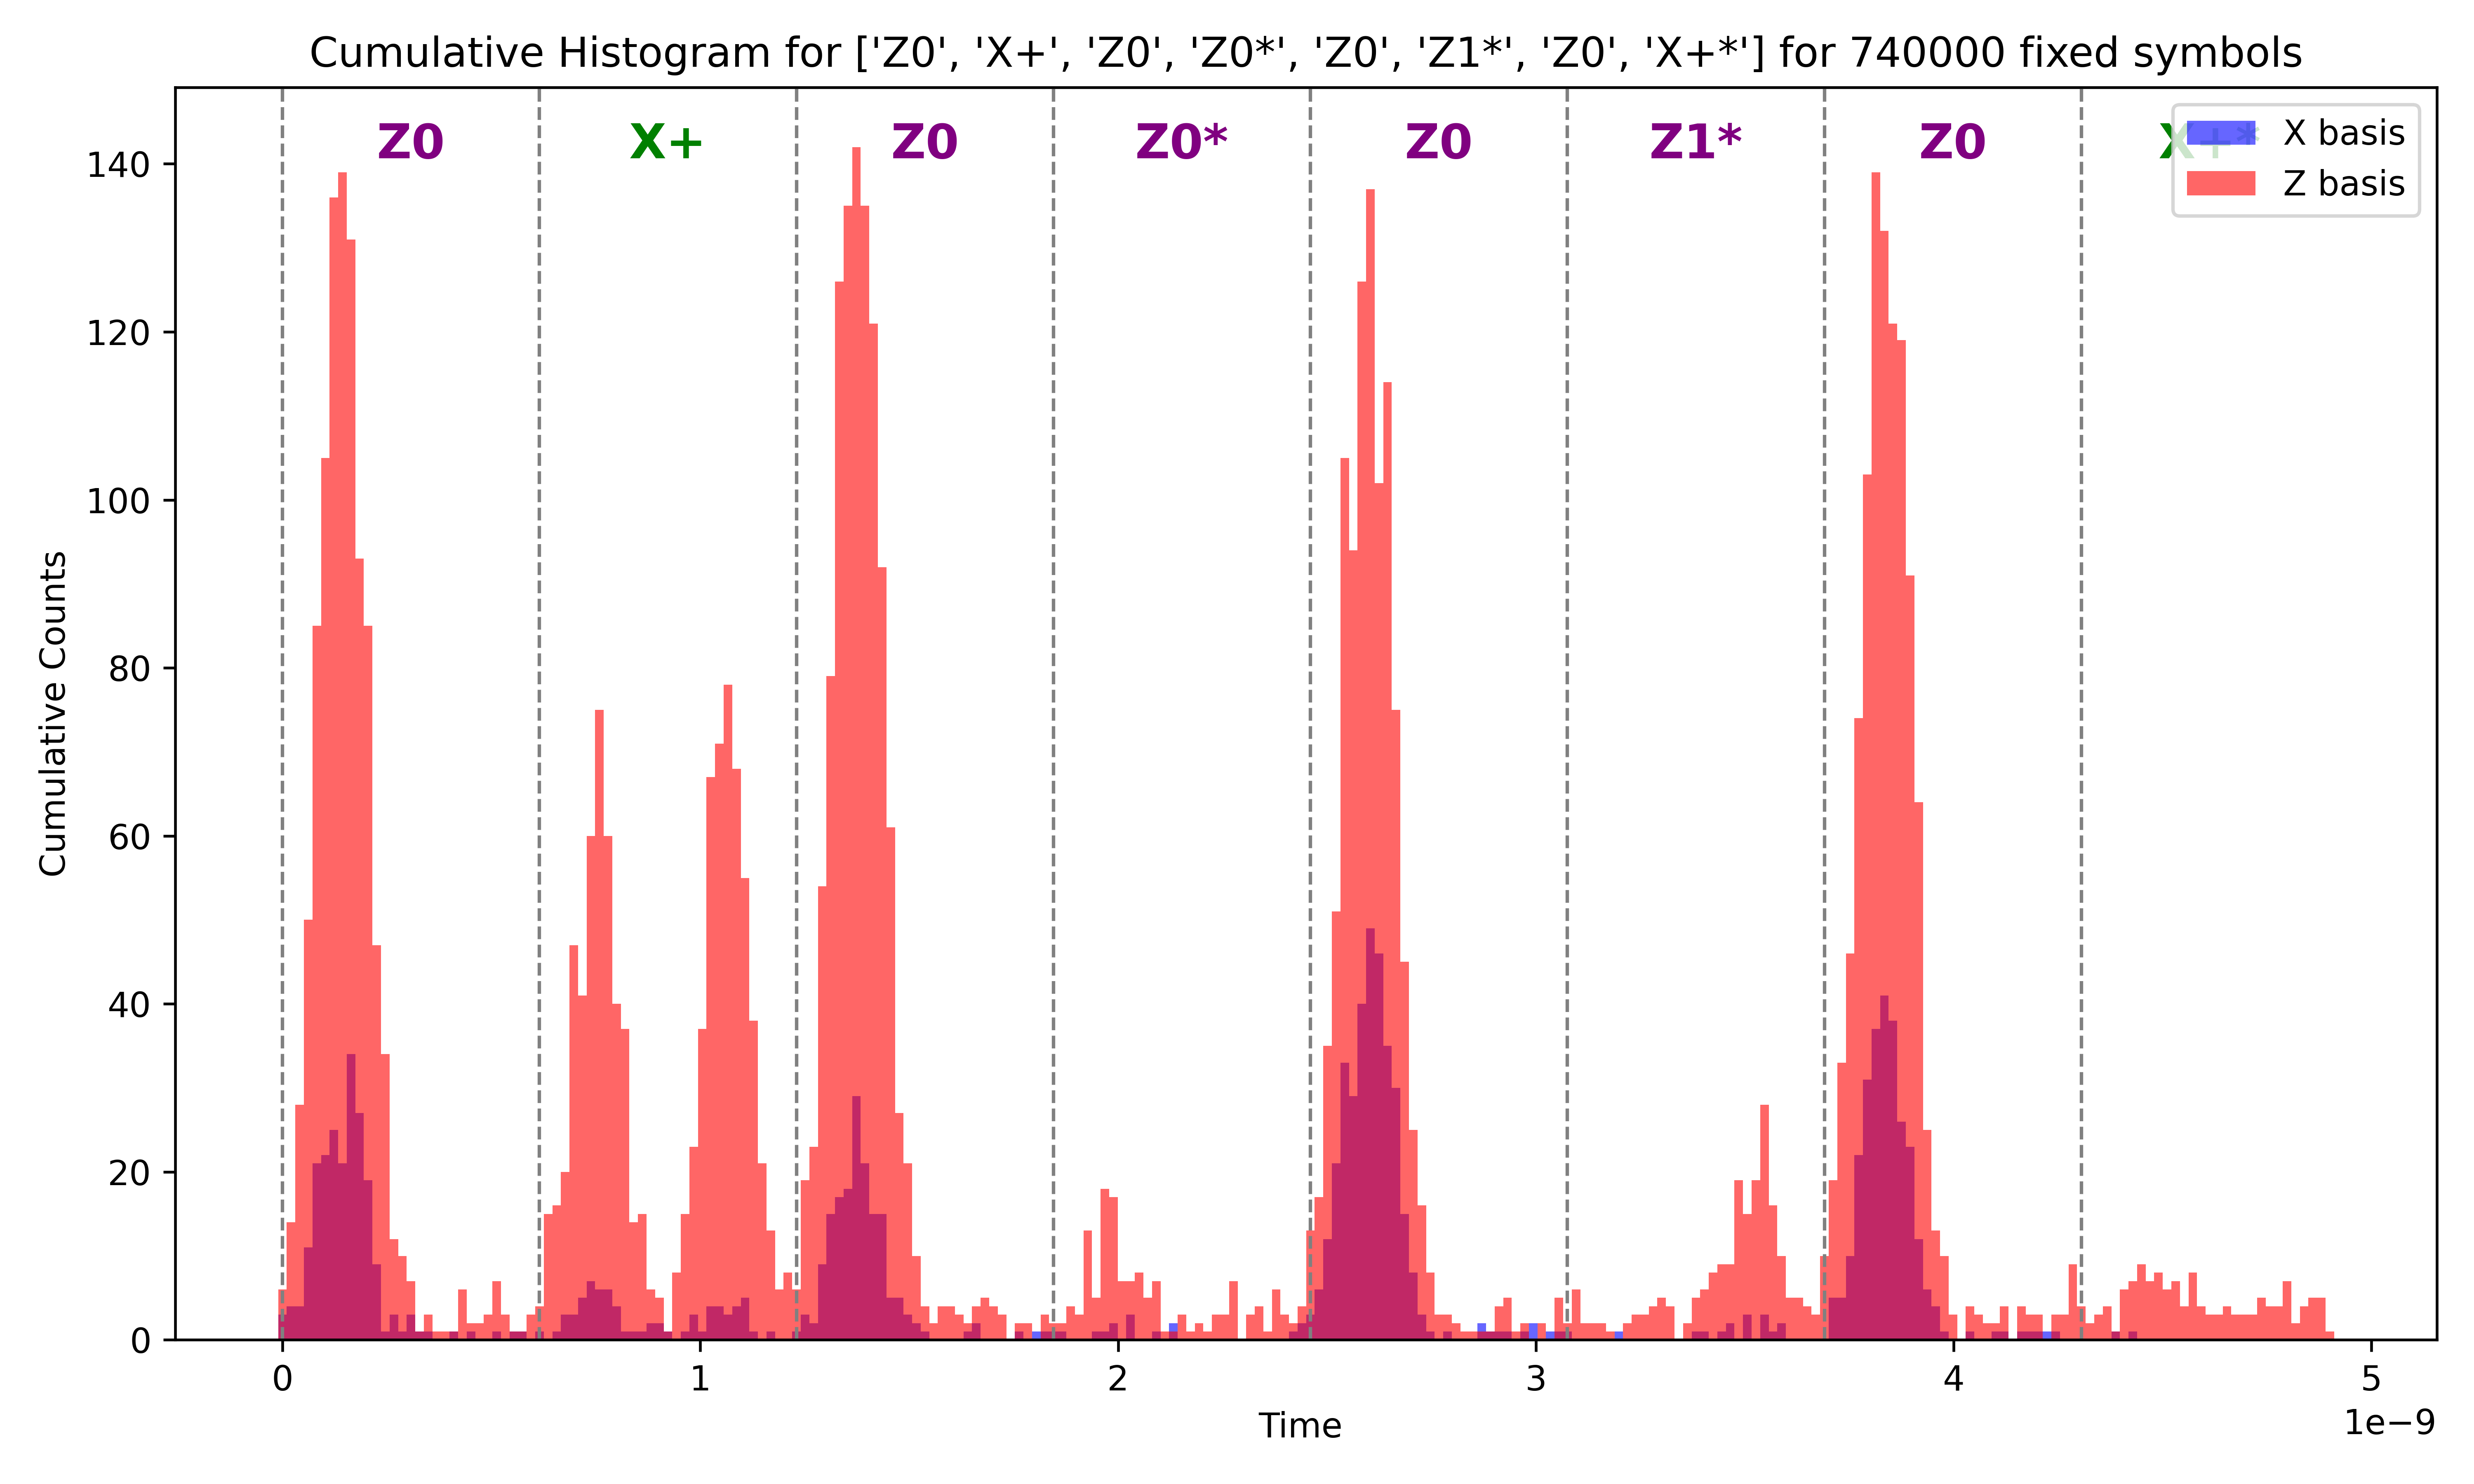 Cumulative Histogram for ['Z0', 'X+', 'Z0', 'Z0*', 'Z0', 'Z1*', 'Z0', 'X+*'] for 740000 fixed symbols
Z0 X+ Z0 Z0* Z0 Z1* Z0 X+*
X basis
Z basis
140
120
100
80
60
40
20
0
Cumulative Counts
0 1 2 3 4 5
Time
1e−9